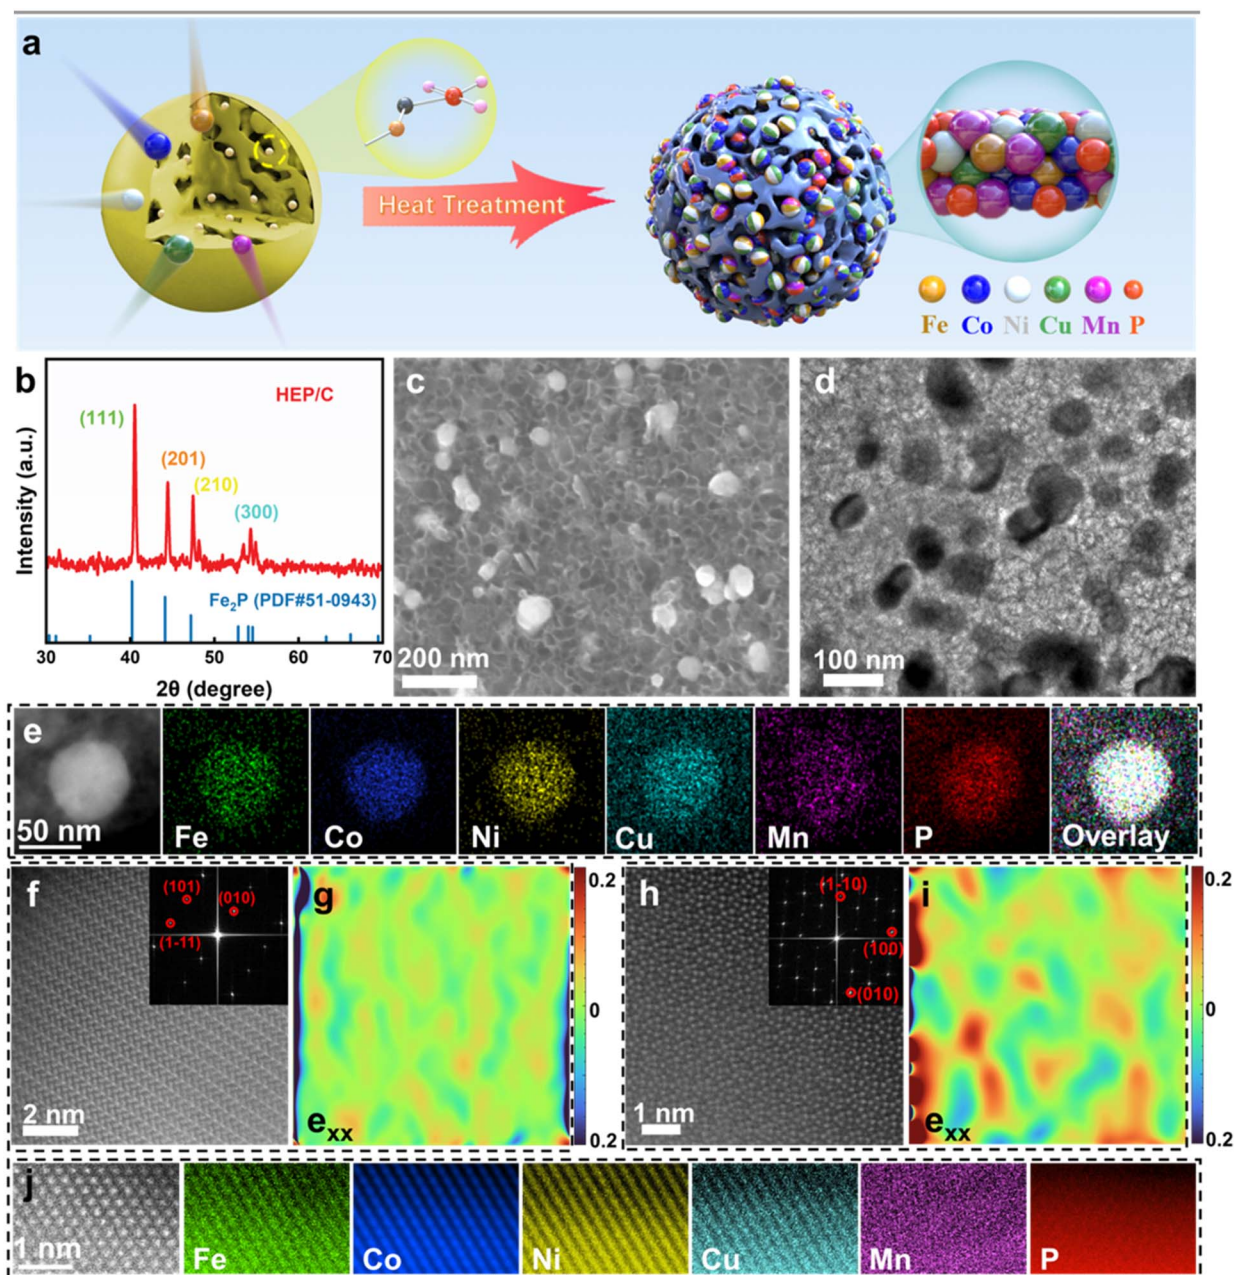 a
Heat Treatment
Fe Co Ni Cu Mn P
b
HEP/C
(111)
(201)
(210)
(300)
Intensity (a.u.)
Fe₂P (PDF#51-0943)
30 40 50 60 70
2θ (degree)
c
200 nm
d
100 nm
e
50 nm
Fe
Co
Ni
Cu
Mn
P
Overlay
f
(101)
(010)
(1-11)
2 nm
g
exx
0.2
0
0.2
h
(1-10)
(100)
(010)
1 nm
i
exx
0.2
0
0.2
j
1 nm
Fe
Co
Ni
Cu
Mn
P